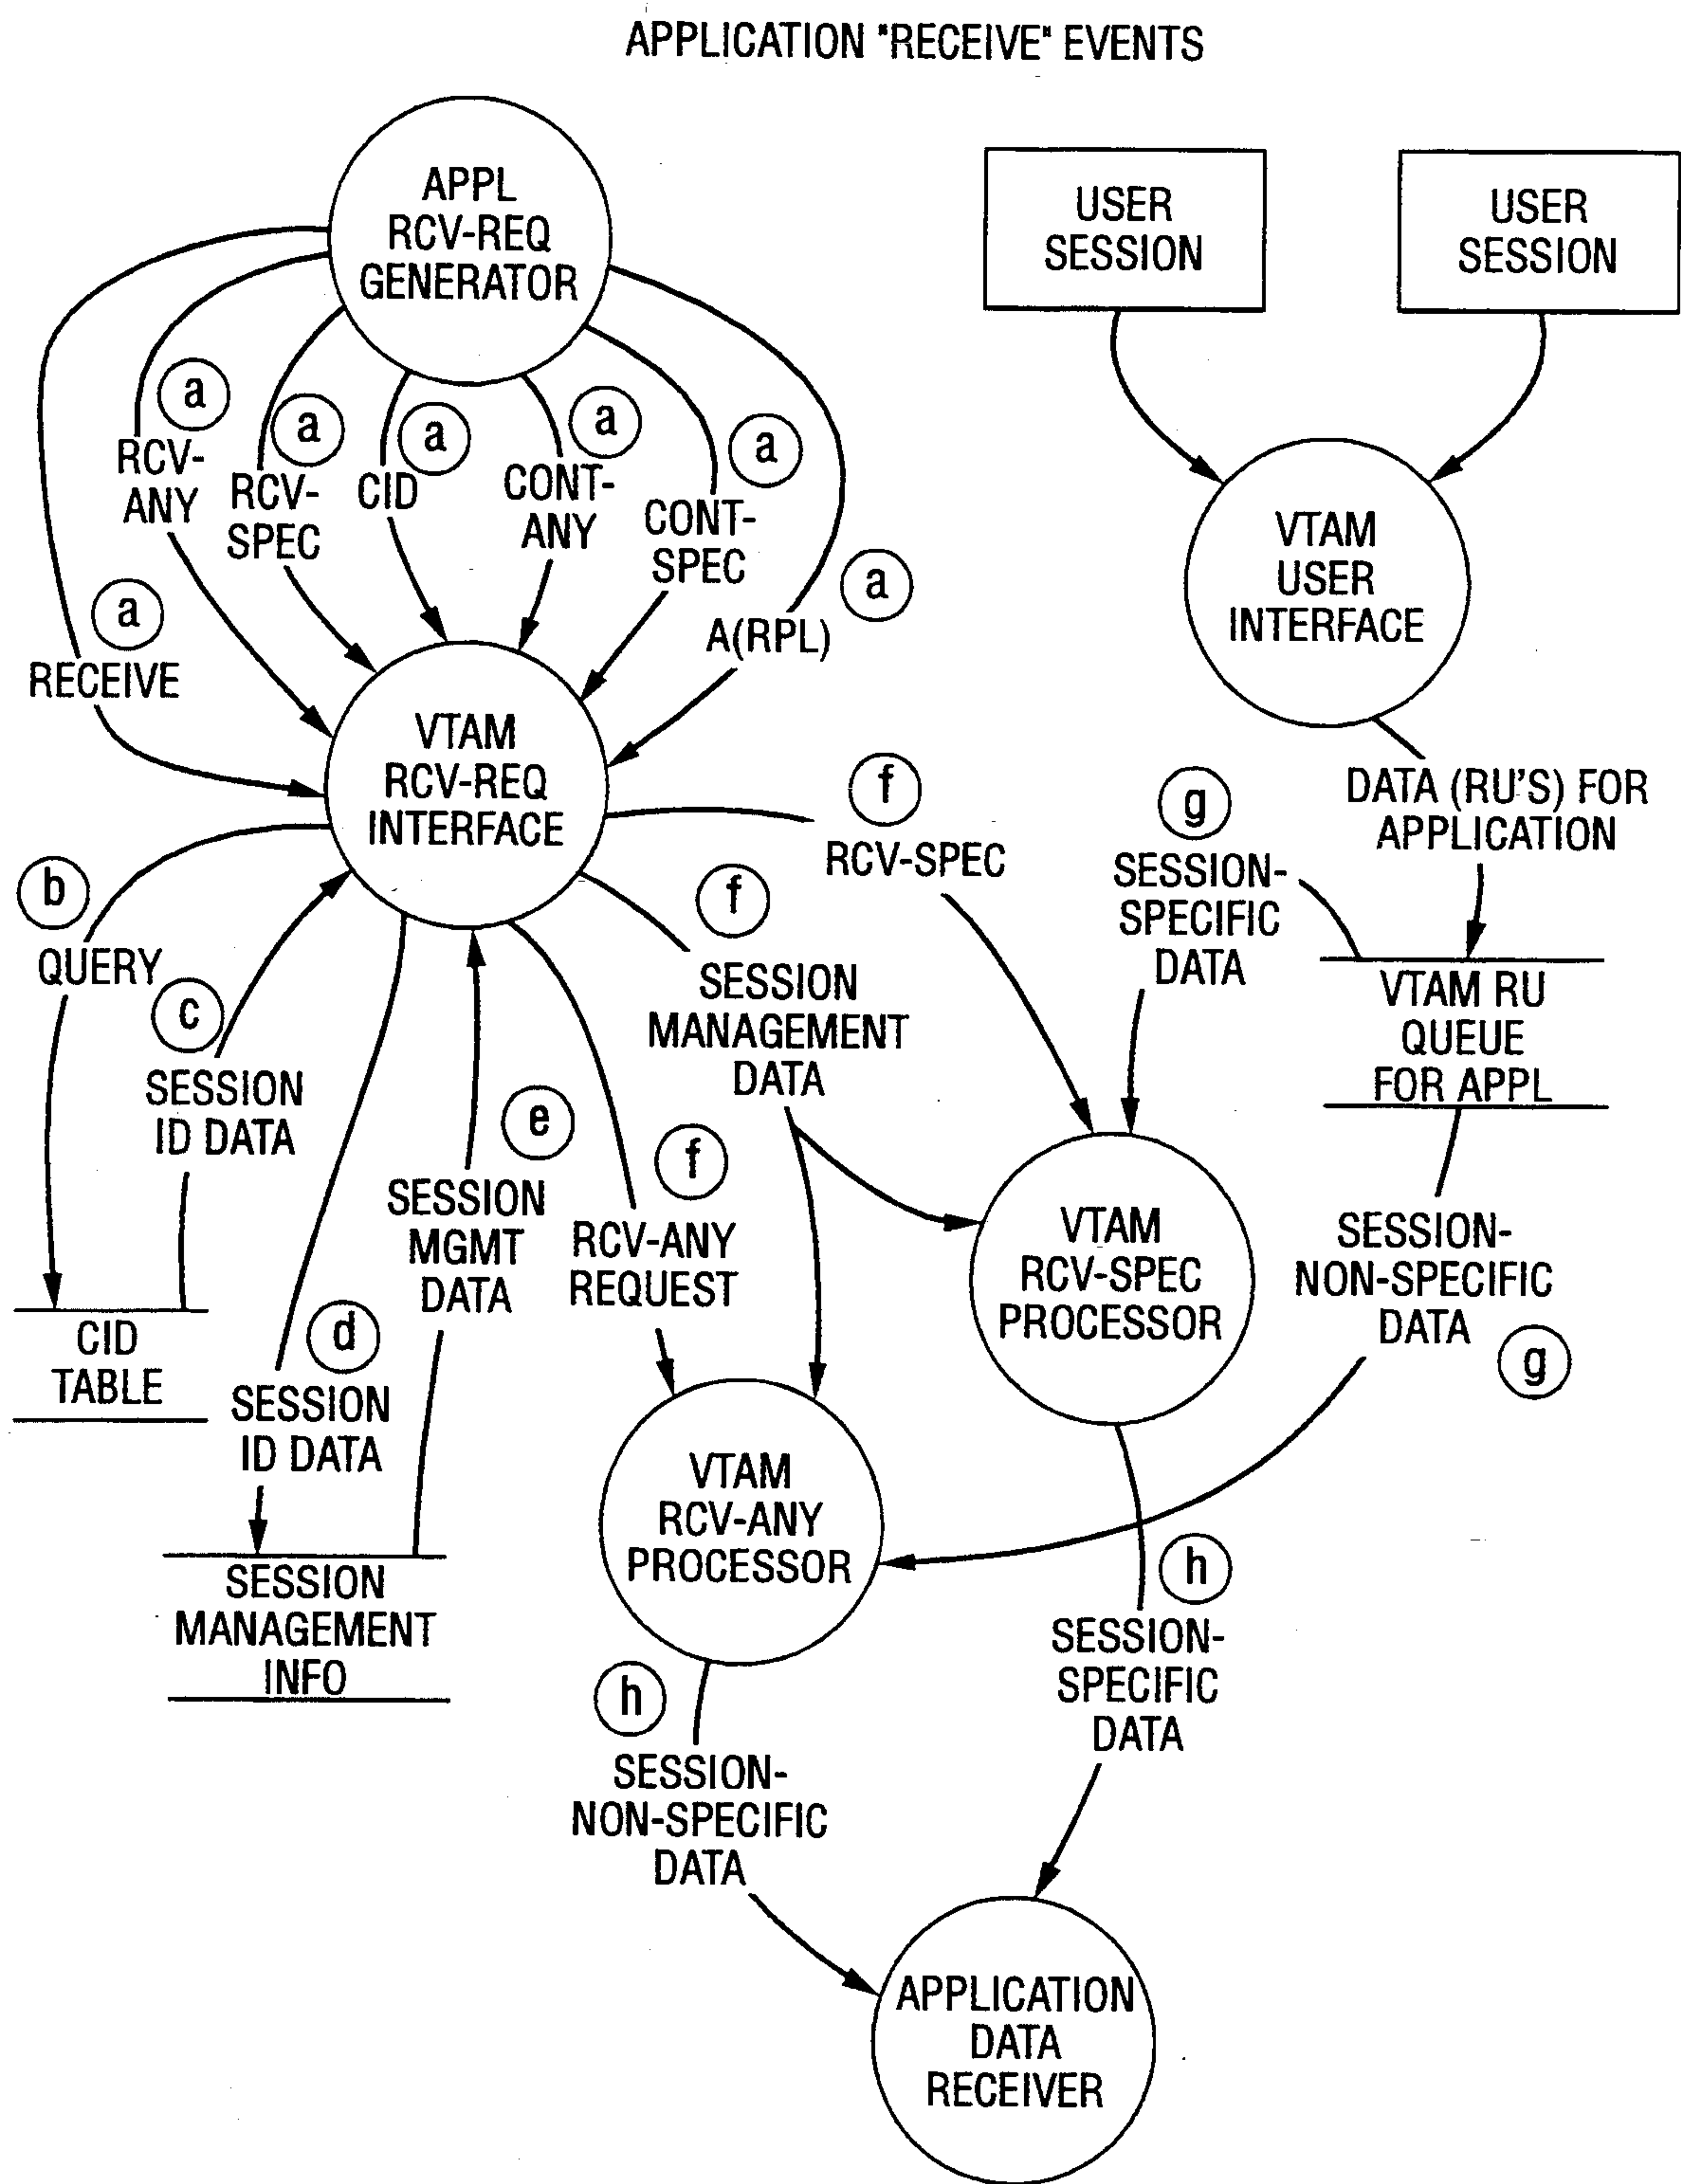 APPLICATION "RECEIVE" EVENTS
APPL
RCV-REQ
GENERATOR
USER
SESSION
USER
SESSION
a
RCV-
ANY
a
RCV-
SPEC
a
CID
a
CONT-
ANY
a
CONT-
SPEC
a
A(RPL)
a
RECEIVE
VTAM
USER
INTERFACE
VTAM
RCV-REQ
INTERFACE
DATA (RU'S) FOR
APPLICATION
f
RCV-SPEC
g
SESSION-
SPECIFIC
DATA
b
QUERY
f
SESSION
MANAGEMENT
DATA
VTAM RU
QUEUE
FOR APPL
c
SESSION
ID DATA
e
SESSION
MGMT
DATA
f
RCV-ANY
REQUEST
VTAM
RCV-SPEC
PROCESSOR
SESSION-
NON-SPECIFIC
DATA
g
CID
TABLE
d
SESSION
ID DATA
VTAM
RCV-ANY
PROCESSOR
SESSION
MANAGEMENT
INFO
h
SESSION-
SPECIFIC
DATA
h
SESSION-
NON-SPECIFIC
DATA
APPLICATION
DATA
RECEIVER